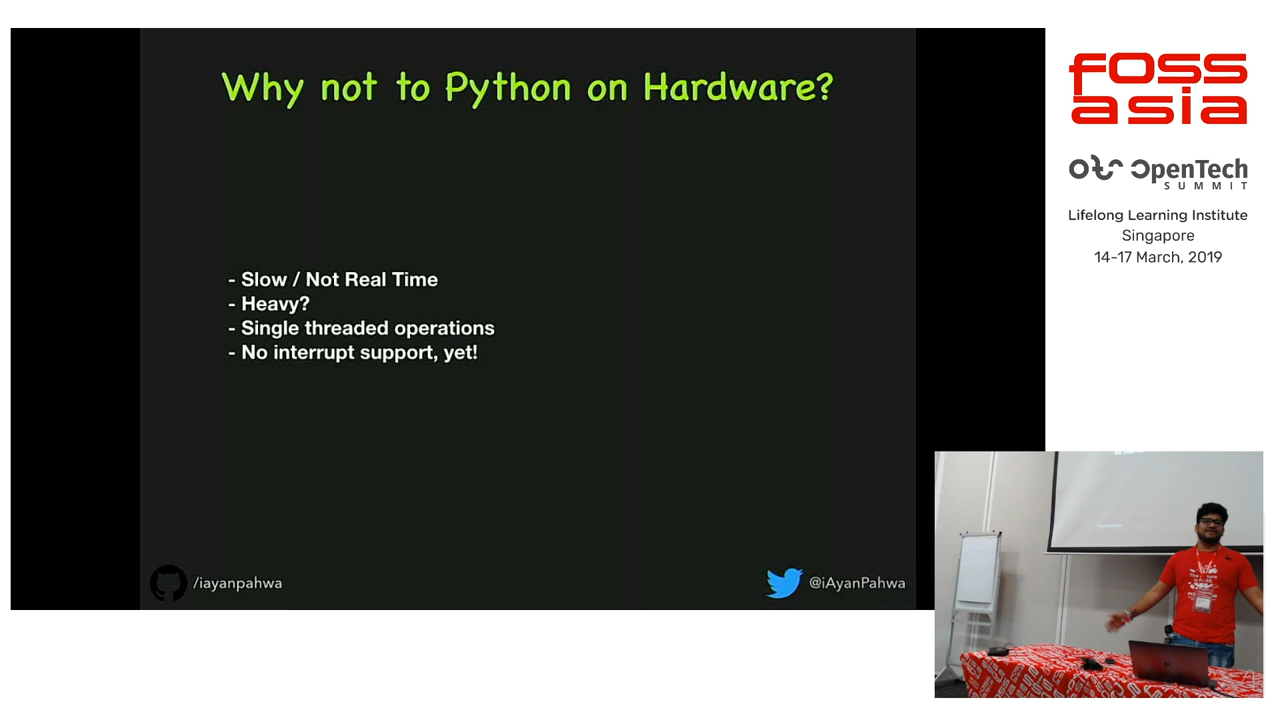 Why not to Python on Hardware?
- Slow / Not Real Time
- Heavy?
- Single threaded operations
- No interrupt support, yet!
/iayanpahwa
@iAyanPahwa
fOSS
asia
OpenTech
SUMMIT
Lifelong Learning Institute
Singapore
14-17 March, 2019